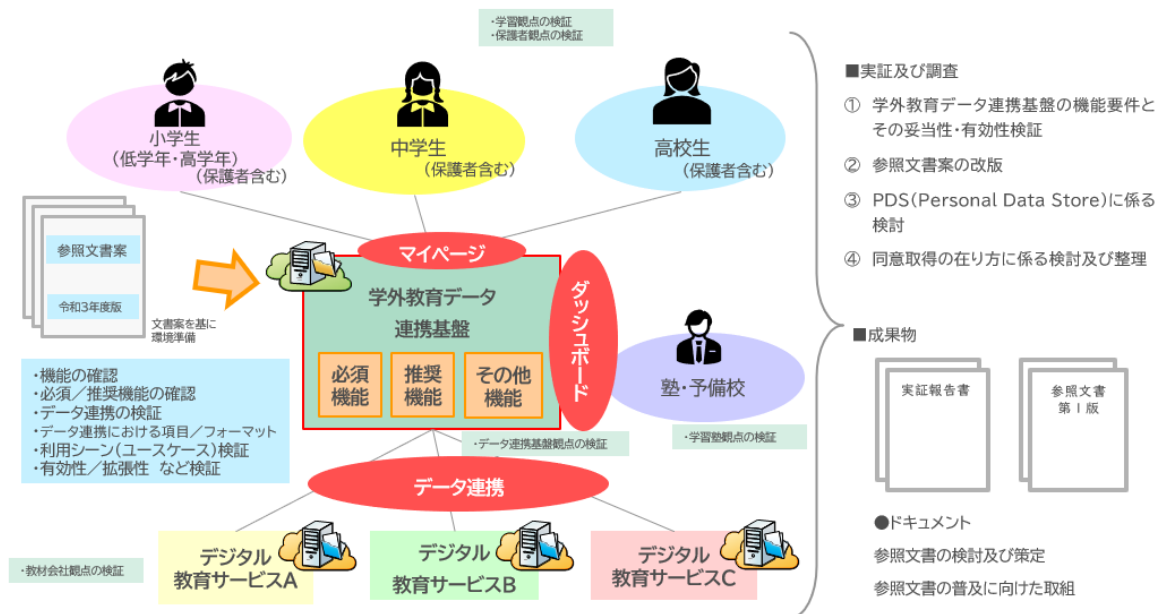 ・学習観点の検証
・保護者観点の検証
小学生
（低学年・高学年）
（保護者含む）
中学生
（保護者含む）
高校生
（保護者含む）
参照文書案
令和3年度版
文書案を基に
環境準備
マイページ
学外教育データ
連携基盤
必須
機能
推奨
機能
その他
機能
ダッシュボード
塾・予備校
・学習塾観点の検証
・データ連携基盤観点の検証
・機能の確認
・必須／推奨機能の確認
・データ連携の検証
・データ連携における項目／フォーマット
・利用シーン（ユースケース）検証
・有効性／拡張性 など検証
データ連携
デジタル
教育サービスA
デジタル
教育サービスB
デジタル
教育サービスC
・教材会社観点の検証
■実証及び調査
① 学外教育データ連携基盤の機能要件と
その妥当性・有効性検証
② 参照文書案の改版
③ PDS（Personal Data Store）に係る
検討
④ 同意取得の在り方に係る検討及び整理
■成果物
実証報告書
参照文書
第1版
●ドキュメント
参照文書の検討及び策定
参照文書の普及に向けた取組